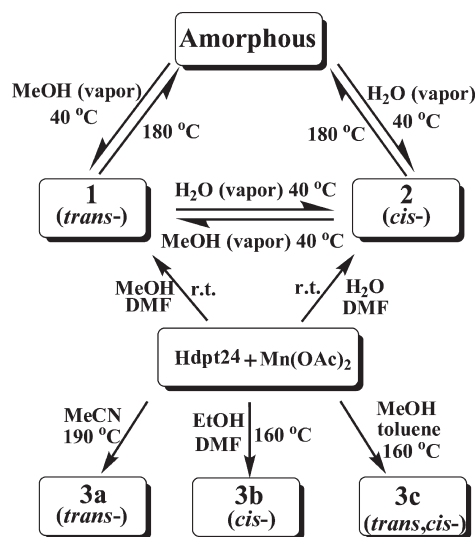 Amorphous
MeOH (vapor)
40 °C
180 °C
H₂O (vapor)
40 °C
180 °C
1
(trans-)
H₂O (vapor) 40 °C
MeOH (vapor) 40 °C
2
(cis-)
MeOH
DMF
r.t.
r.t.
H₂O
DMF
Hdpt24 + Mn(OAc)₂
MeCN
190 °C
EtOH
DMF
160 °C
MeOH
toluene
160 °C
3a
(trans-)
3b
(cis-)
3c
(trans,cis-)